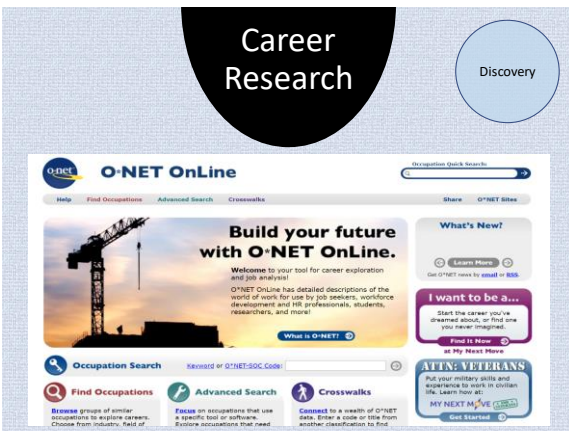 Career
Research
Discovery
o·net
O*NET OnLine
Occupation Quick Search:
Help Find Occupations Advanced Search Crosswalks Share O*NET Sites
Build your future
with O*NET OnLine.
Welcome to your tool for career exploration
and job analysis!
O*NET OnLine has detailed descriptions of the
world of work for use by job seekers, workforce
development and HR professionals, students,
researchers, and more!
What is O*NET?
What's New?
Learn More
Get O*NET news by email or RSS.
I want to be a...
Start the career you've
dreamed about, or find one
you never imagined.
Find It Now
at My Next Move
Occupation Search Keyword or O*NET-SOC Code:
Find Occupations
Browse groups of similar
occupations to explore careers.
Choose from industry, field of
Advanced Search
Focus on occupations that use
a specific tool or software.
Explore occupations that need
Crosswalks
Connect to a wealth of O*NET
data. Enter a code or title from
another classification to find
ATTN: VETERANS
Put your military skills and
experience to work in civilian
life. Learn how at:
MY NEXT MOVE
Get Started